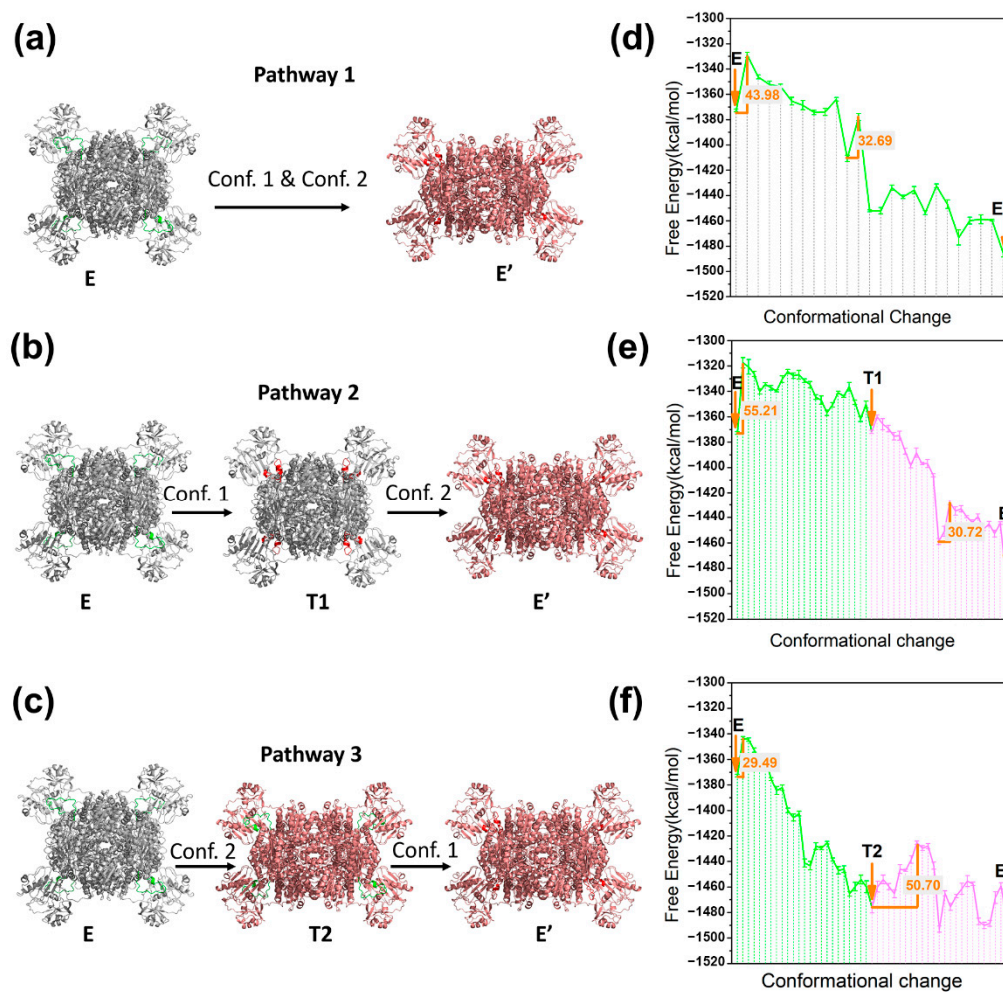 (a)
Pathway 1
Conf. 1 & Conf. 2
E
E’
(d)
Free Energy(kcal/mol)
−1300
−1320
−1340
−1360
−1380
−1400
−1420
−1440
−1460
−1480
−1500
−1520
E
43.98
32.69
E
Conformational Change
(b)
Pathway 2
Conf. 1
Conf. 2
E
T1
E’
(e)
Free Energy(kcal/mol)
−1300
−1320
−1340
−1360
−1380
−1400
−1420
−1440
−1460
−1480
−1500
−1520
E
55.21
T1
30.72
E
Conformational change
(c)
Pathway 3
Conf. 2
Conf. 1
E
T2
E’
(f)
Free Energy(kcal/mol)
−1300
−1320
−1340
−1360
−1380
−1400
−1420
−1440
−1460
−1480
−1500
−1520
E
29.49
T2
50.70
E
Conformational change